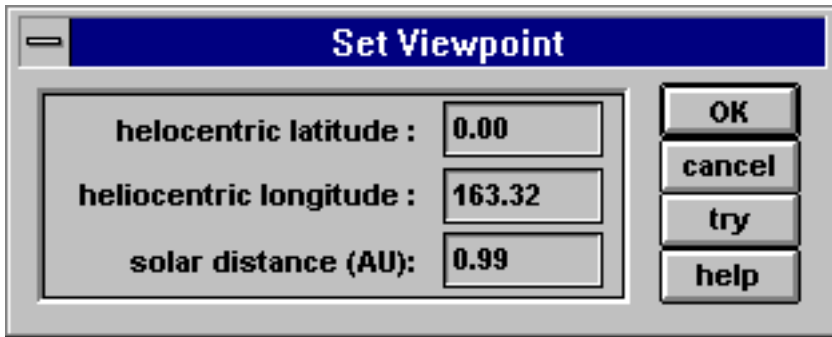 Set Viewpoint
helocentric latitude : 0.00
heliocentric longitude : 163.32
solar distance (AU): 0.99
OK
cancel
try
help